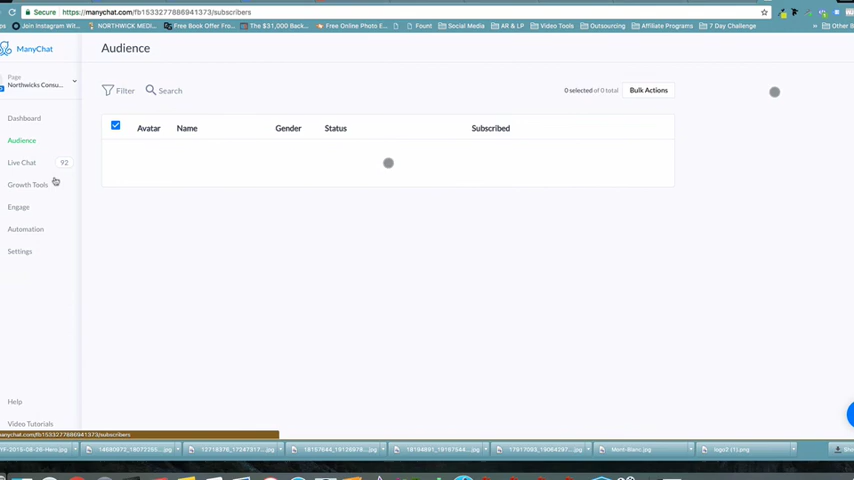 Secure https://manychat.com/fb1533277886941373/subscribers
Join Instagram Wit... NORTHWICK MEDI... Free Book Offer Fro... The $31,000 Back... Free Online Photo E... Fount Social Media AR & LP Video Tools Outsourcing Affiliate Programs 7 Day Challenge » Other B
ManyChat
Audience
Page
Northwicks Consu...
Filter Search 0 selected of 0 total Bulk Actions
Dashboard
Avatar Name Gender Status Subscribed
Audience
Live Chat 92
Growth Tools
Engage
Automation
Settings
Help
Video Tutorials
manychat.com/fb1533277886941373/subscribers
Mont-Blanc.jpg logo2 (1).png